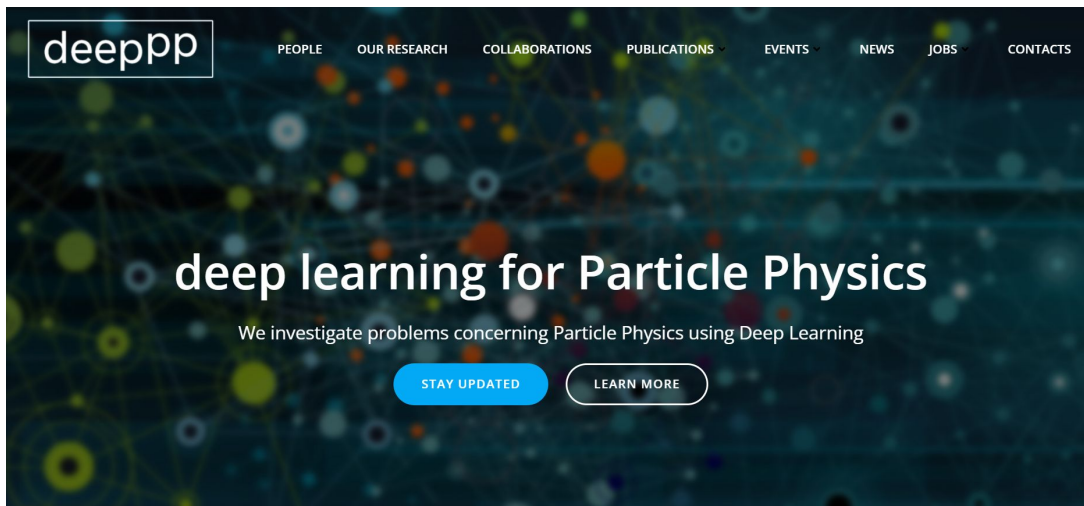 deeppp
PEOPLE OUR RESEARCH COLLABORATIONS PUBLICATIONS EVENTS NEWS JOBS CONTACTS
deep learning for Particle Physics
We investigate problems concerning Particle Physics using Deep Learning
STAY UPDATED LEARN MORE